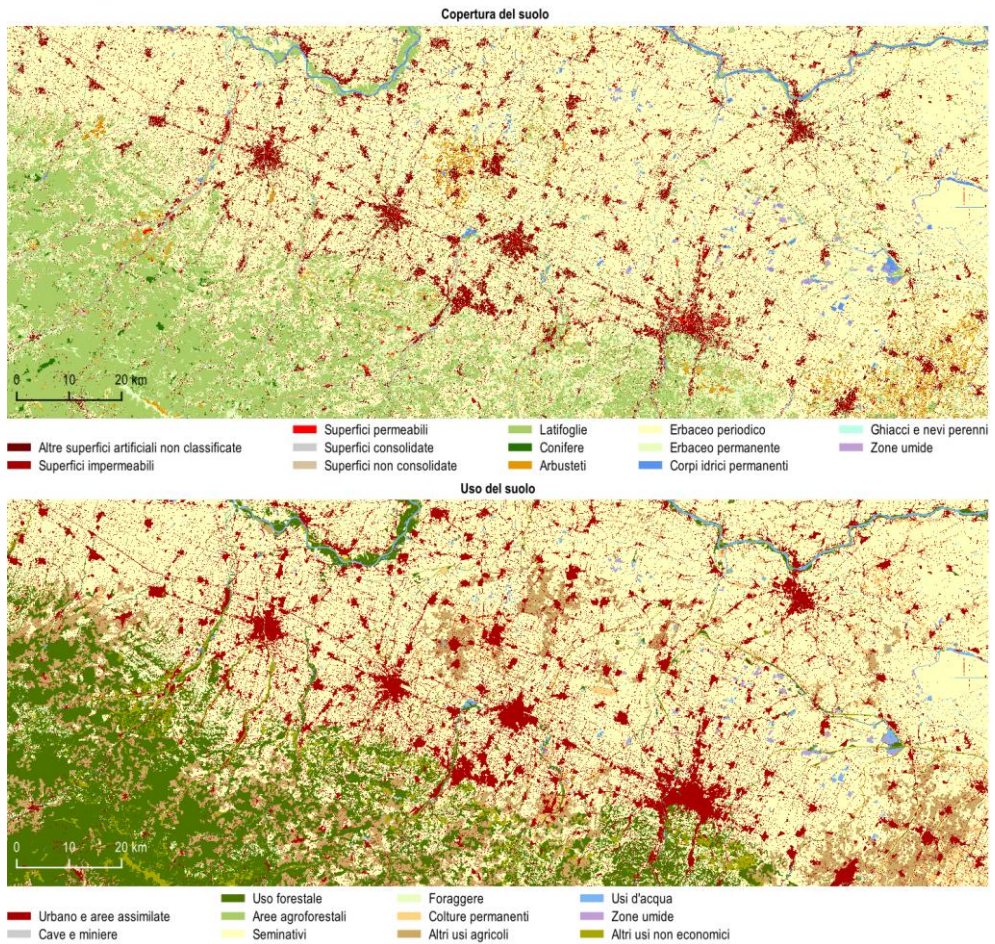 Copertura del suolo
0 10 20 km
Superfici permeabili Latifoglie Erbaceo periodico Ghiacci e nevi perenni
Altre superfici artificiali non classificate Superfici consolidate Conifere Erbaceo permanente Zone umide
Superfici impermeabili Superfici non consolidate Arbusteti Corpi idrici permanenti
Uso del suolo
0 10 20 km
Uso forestale Foraggere Usi d'acqua
Urbano e aree assimilate Aree agroforestali Colture permanenti Zone umide
Cave e miniere Seminativi Altri usi agricoli Altri usi non economici